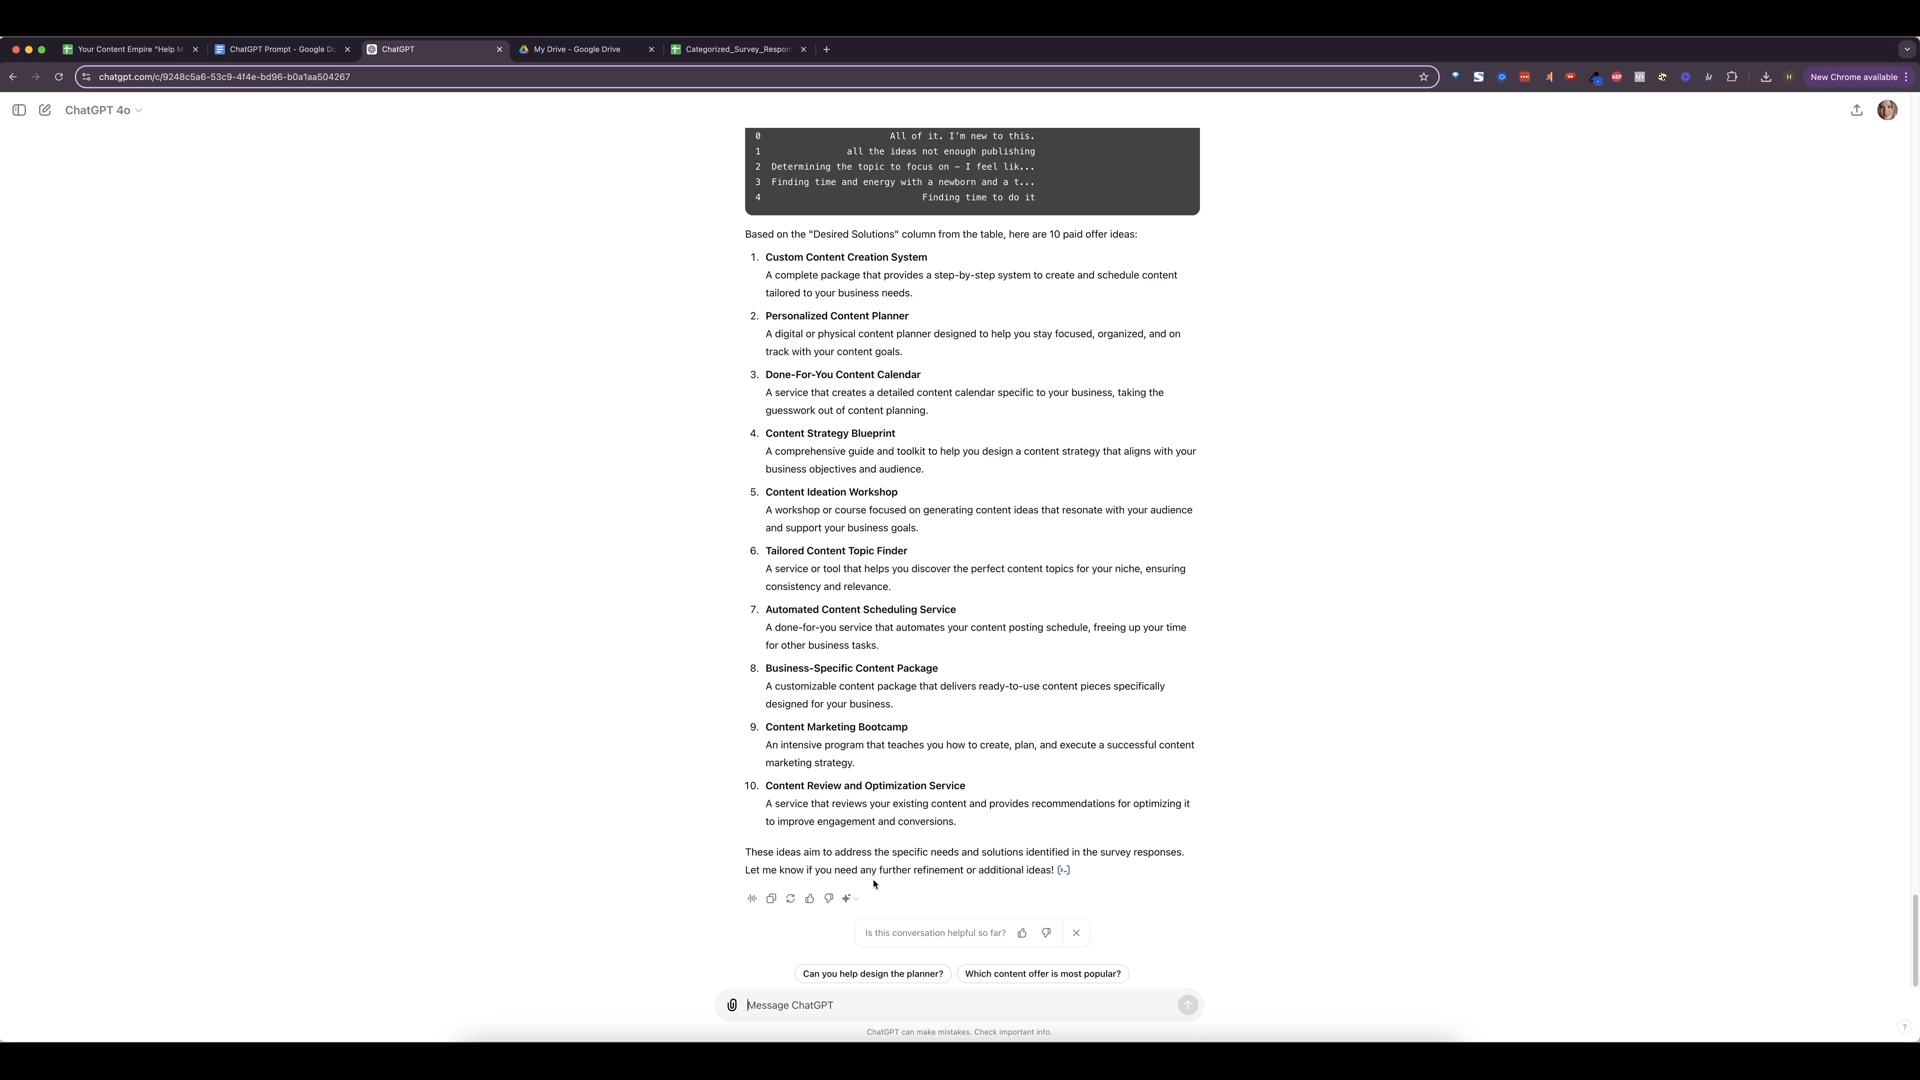 Your Content Empire "Help M
ChatGPT Prompt - Google Do
ChatGPT
My Drive - Google Drive
Categorized_Survey_Respon
chatgpt.com/c/9248c5a6-53c9-4f4e-bd96-b0a1aa504267
New Chrome available
ChatGPT 4o
0 All of it. I'm new to this.
1 all the ideas not enough publishing
2 Determining the topic to focus on – I feel lik...
3 Finding time and energy with a newborn and a t...
4 Finding time to do it
Based on the "Desired Solutions" column from the table, here are 10 paid offer ideas:
1. Custom Content Creation System
A complete package that provides a step-by-step system to create and schedule content
tailored to your business needs.
2. Personalized Content Planner
A digital or physical content planner designed to help you stay focused, organized, and on
track with your content goals.
3. Done-For-You Content Calendar
A service that creates a detailed content calendar specific to your business, taking the
guesswork out of content planning.
4. Content Strategy Blueprint
A comprehensive guide and toolkit to help you design a content strategy that aligns with your
business objectives and audience.
5. Content Ideation Workshop
A workshop or course focused on generating content ideas that resonate with your audience
and support your business goals.
6. Tailored Content Topic Finder
A service or tool that helps you discover the perfect content topics for your niche, ensuring
consistency and relevance.
7. Automated Content Scheduling Service
A done-for-you service that automates your content posting schedule, freeing up your time
for other business tasks.
8. Business-Specific Content Package
A customizable content package that delivers ready-to-use content pieces specifically
designed for your business.
9. Content Marketing Bootcamp
An intensive program that teaches you how to create, plan, and execute a successful content
marketing strategy.
10. Content Review and Optimization Service
A service that reviews your existing content and provides recommendations for optimizing it
to improve engagement and conversions.
These ideas aim to address the specific needs and solutions identified in the survey responses.
Let me know if you need any further refinement or additional ideas! [>-]
Is this conversation helpful so far?
Can you help design the planner?
Which content offer is most popular?
Message ChatGPT
ChatGPT can make mistakes. Check important info.
?